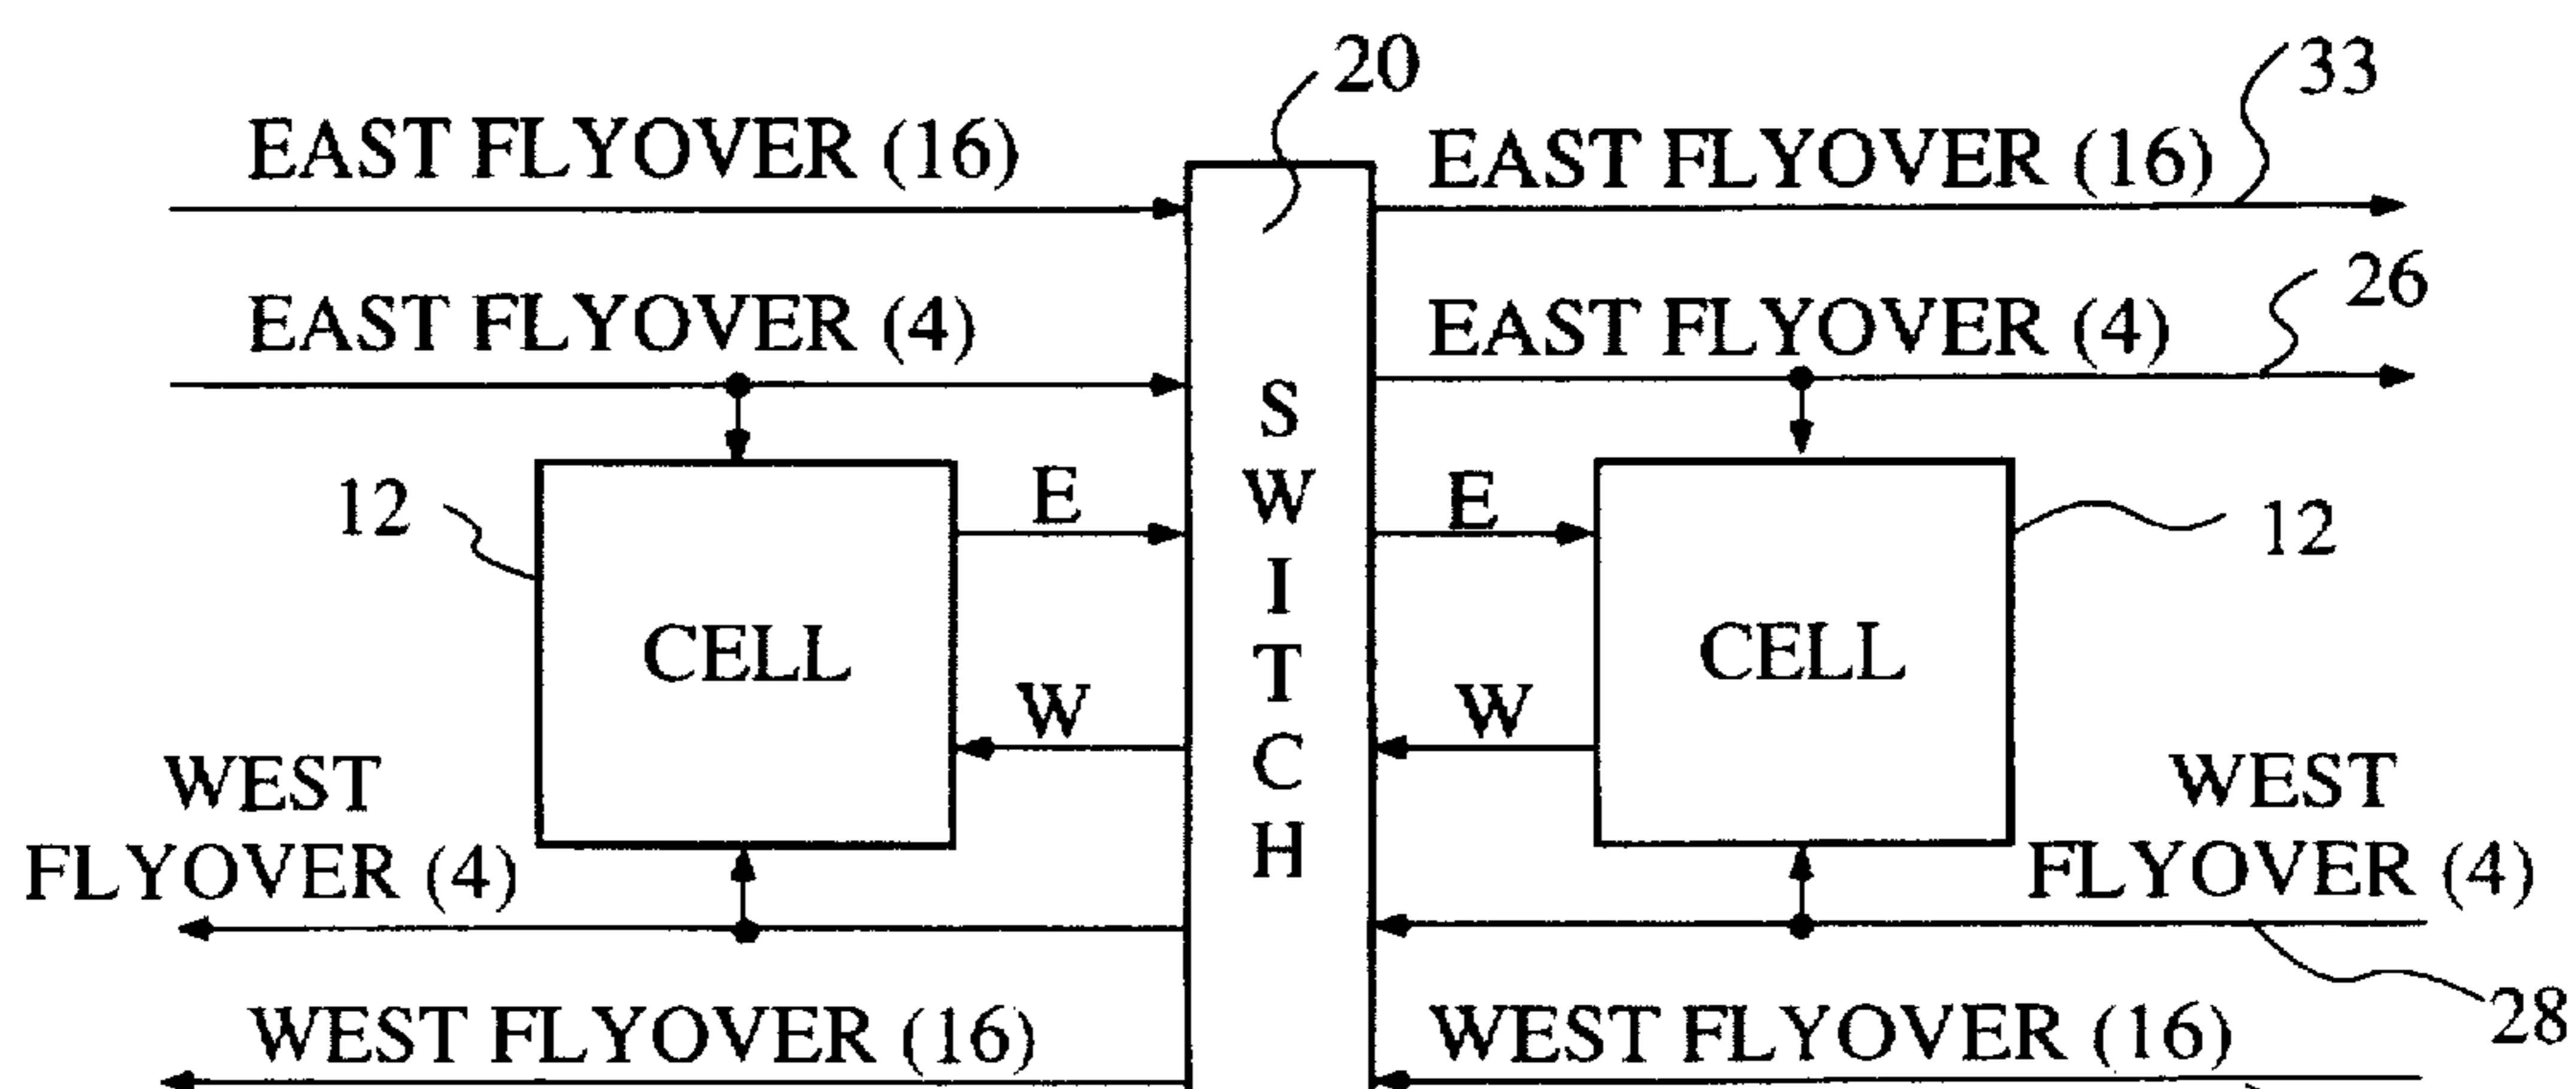 20
33
EAST FLYOVER (16)
EAST FLYOVER (16)
26
EAST FLYOVER (4)
EAST FLYOVER (4)
SWITCH
12
E
E
12
CELL
CELL
W
W
WEST
FLYOVER (4)
WEST
FLYOVER (4)
28
WEST FLYOVER (16)
WEST FLYOVER (16)